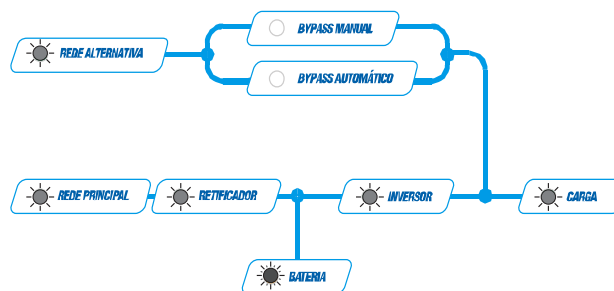 BYPASS MANUAL
REDE ALTERNATIVA
BYPASS AUTOMÁTICO
REDE PRINCIPAL
RETIFICADOR
INVERSOR
CARGA
BATERIA